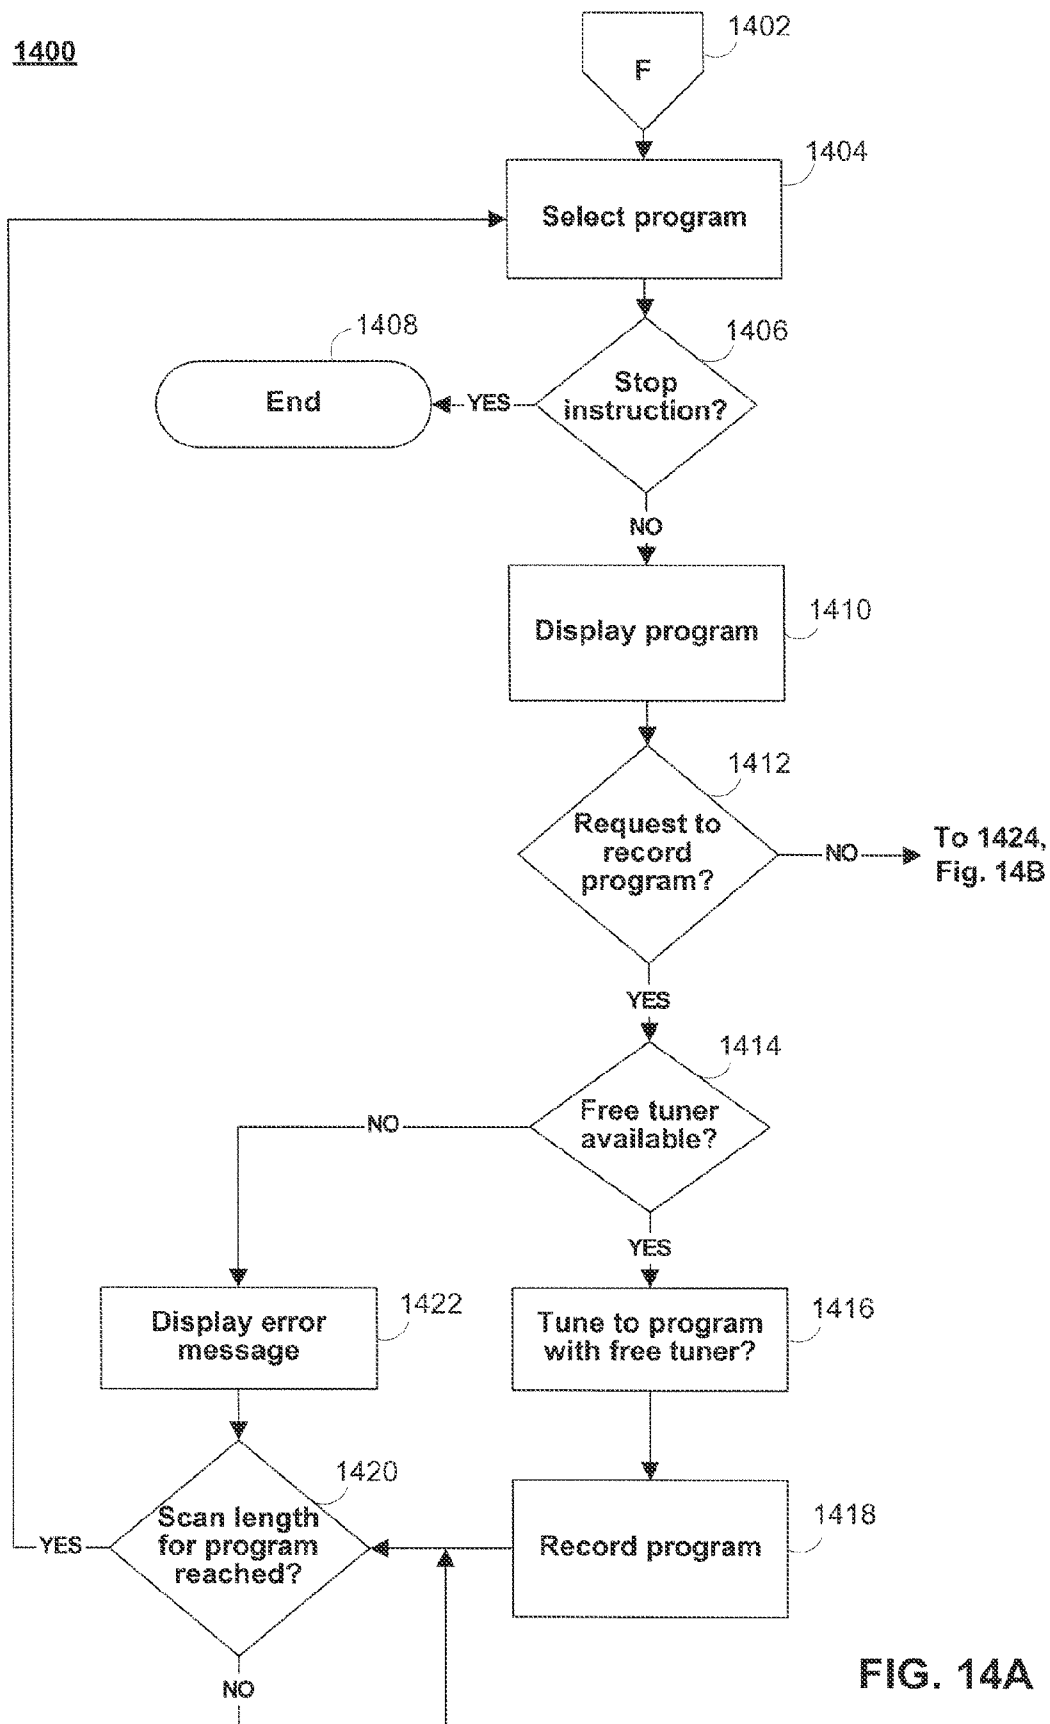 1400
1402
F
1404
Select program
1408
1406
End
YES
Stop
instruction?
NO
1410
Display program
1412
Request to
record
program?
NO
To 1424,
Fig. 14B
YES
1414
Free tuner
available?
NO
YES
1422
Display error
message
1416
Tune to program
with free tuner?
1420
Scan length
for program
reached?
YES
1418
Record program
NO
FIG. 14A